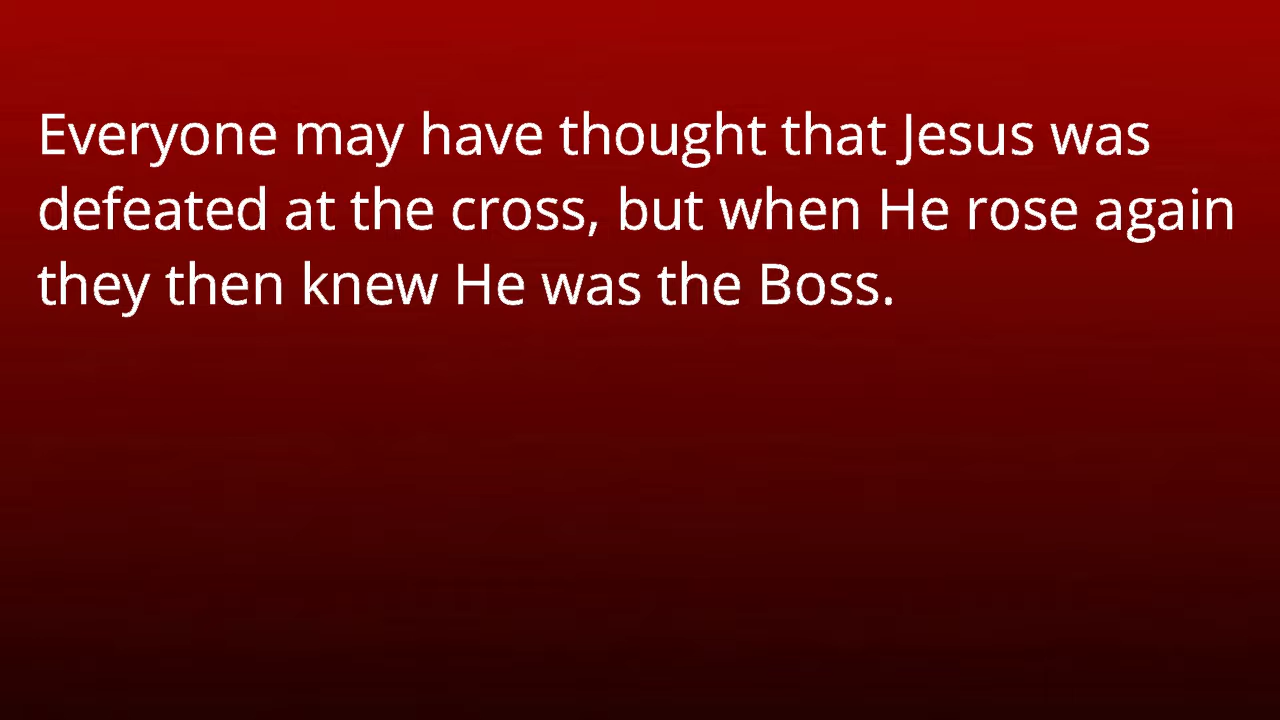 Everyone may have thought that Jesus was
defeated at the cross, but when He rose again
they then knew He was the Boss.